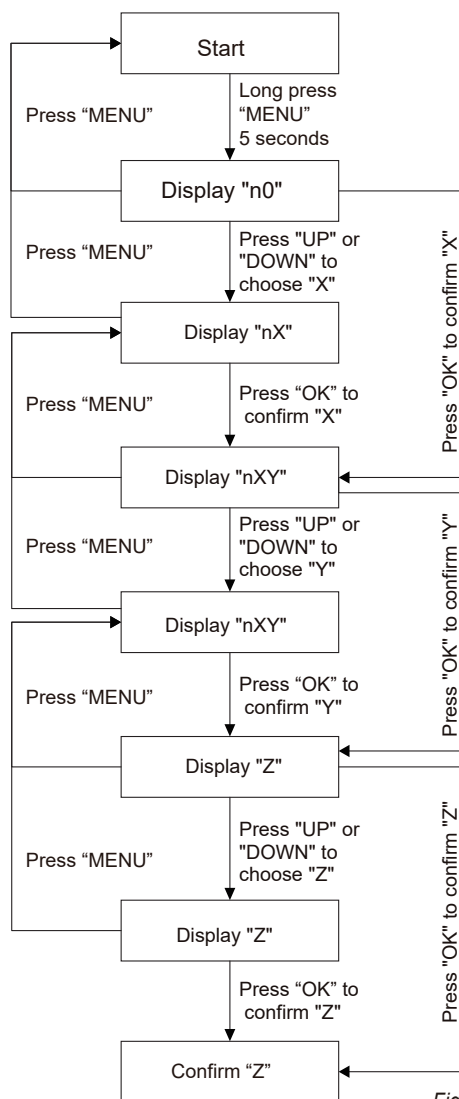 Start
Press “MENU”
Long press
“MENU”
5 seconds
Display "n0"
Press “MENU”
Press "UP" or
"DOWN" to
choose "X"
Press "OK" to confirm "X"
Display "nX"
Press “MENU”
Press “OK” to
confirm "X"
Display "nXY"
Press “MENU”
Press "UP" or
"DOWN" to
choose "Y"
Press "OK" to confirm "Y"
Display "nXY"
Press “MENU”
Press “OK” to
confirm "Y"
Display "Z"
Press “MENU”
Press "UP" or
"DOWN" to
choose "Z"
Press "OK" to confirm "Z"
Display "Z"
Press “OK” to
confirm "Z"
Confirm “Z”